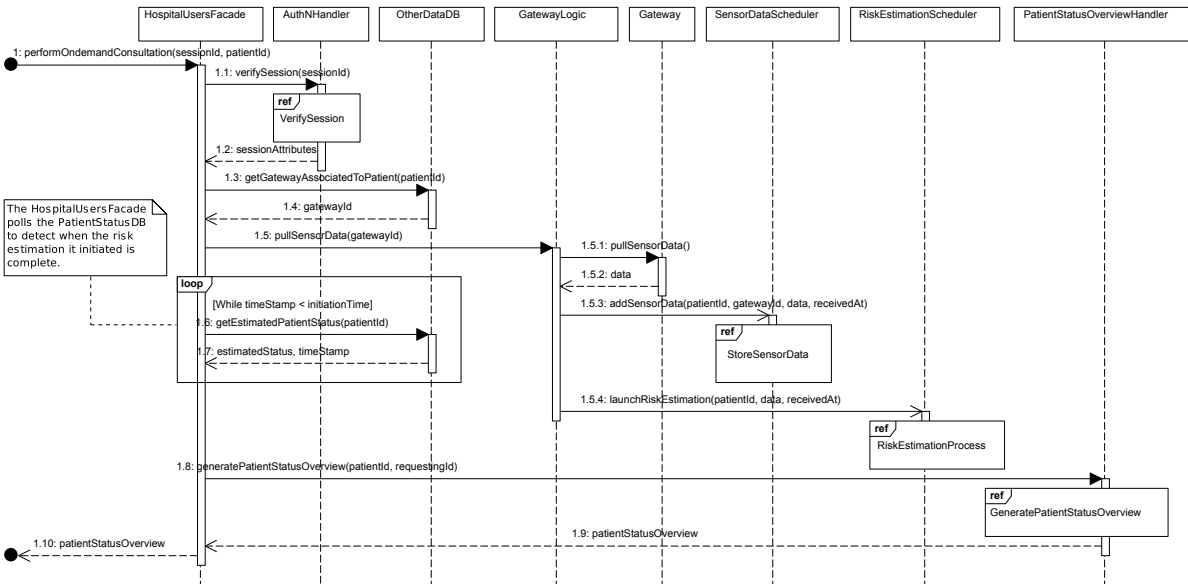 HospitalUsersFacade
AuthNHandler
OtherDataDB
GatewayLogic
Gateway
SensorDataScheduler
RiskEstimationScheduler
PatientStatusOverviewHandler
1: performOndemandConsultation(sessionId, patientId)
1.1: verifySession(sessionId)
ref
VerifySession
1.2: sessionAttributes
1.3: getGatewayAssociatedToPatient(patientId)
1.4: gatewayId
The HospitalUsersFacade
polls the PatientStatusDB
to detect when the risk
estimation it initiated is
complete.
1.5: pullSensorData(gatewayId)
1.5.1: pullSensorData()
1.5.2: data
loop
[While timeStamp < initiationTime]
1.5.3: addSensorData(patientId, gatewayId, data, receivedAt)
1.6: getEstimatedPatientStatus(patientId)
ref
StoreSensorData
1.7: estimatedStatus, timeStamp
1.5.4: launchRiskEstimation(patientId, data, receivedAt)
ref
RiskEstimationProcess
1.8: generatePatientStatusOverview(patientId, requestingId)
ref
GeneratePatientStatusOverview
1.9: patientStatusOverview
1.10: patientStatusOverview